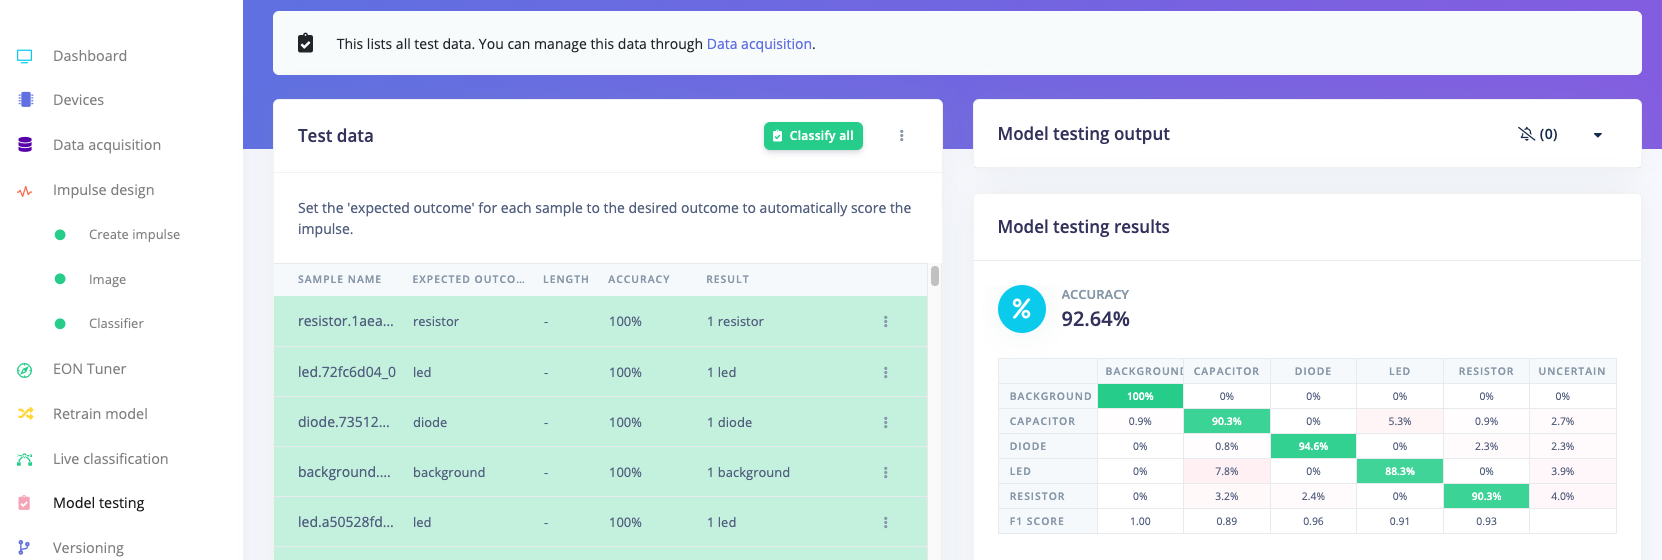 This lists all test data. You can manage this data through Data acquisition.
Dashboard
Devices
Data acquisition
Impulse design
Create impulse
Image
Classifier
EON Tuner
Retrain model
Live classification
Model testing
Versioning
Test data
Classify all
Set the 'expected outcome' for each sample to the desired outcome to automatically score the
impulse.
SAMPLE NAME EXPECTED OUTCO... LENGTH ACCURACY RESULT
resistor.1aea... resistor - 100% 1 resistor
led.72fc6d04_0 led - 100% 1 led
diode.73512... diode - 100% 1 diode
background.... background - 100% 1 background
led.a50528fd... led - 100% 1 led
Model testing output
(0)
Model testing results
%
ACCURACY
92.64%
BACKGROUND CAPACITOR DIODE LED RESISTOR UNCERTAIN
BACKGROUND 100% 0% 0% 0% 0% 0%
CAPACITOR 0.9% 90.3% 0% 5.3% 0.9% 2.7%
DIODE 0% 0.8% 94.6% 0% 2.3% 2.3%
LED 0% 7.8% 0% 88.3% 0% 3.9%
RESISTOR 0% 3.2% 2.4% 0% 90.3% 4.0%
F1 SCORE 1.00 0.89 0.96 0.91 0.93